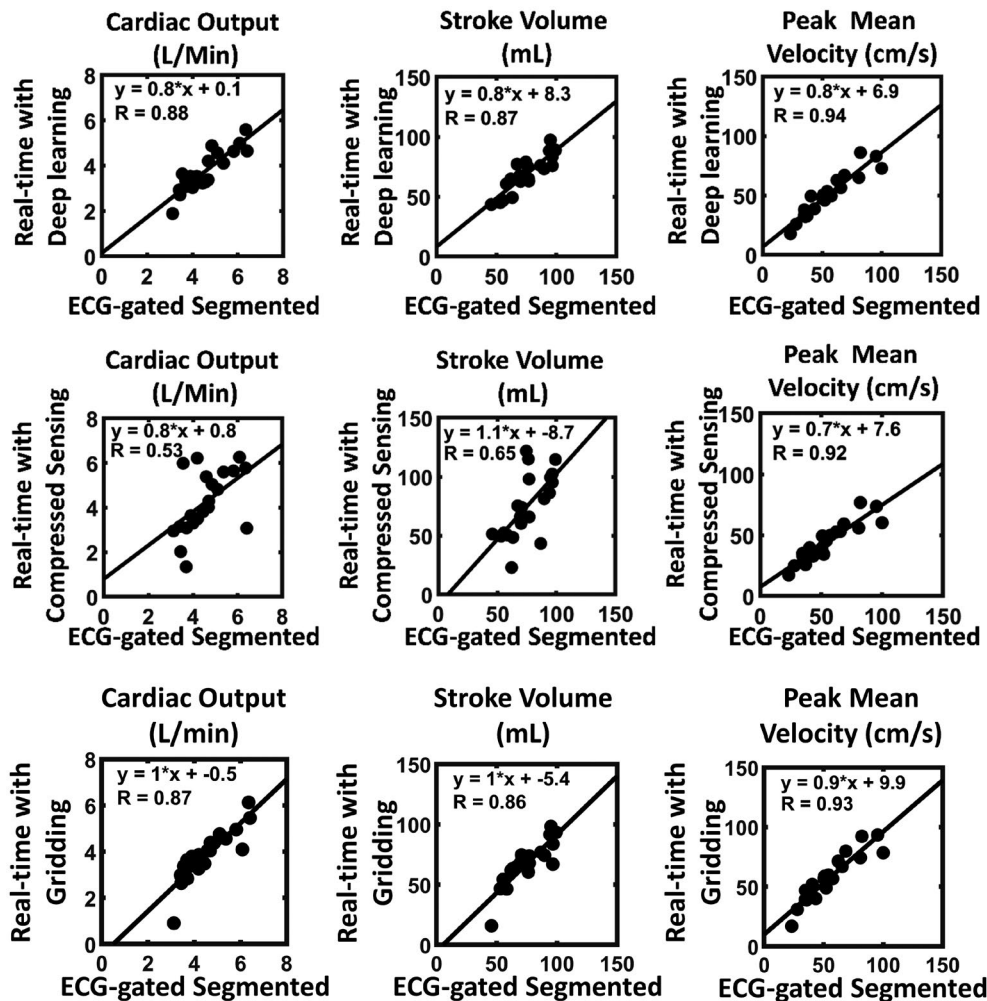 Cardiac Output
(L/Min)
Real-time with
Deep learning
8
6
4
2
0
y = 0.8*x + 0.1
R = 0.88
0 2 4 6 8
ECG-gated Segmented
Stroke Volume
(mL)
150
100
50
0
y = 0.8*x + 8.3
R = 0.87
0 50 100 150
ECG-gated Segmented
Peak Mean
Velocity (cm/s)
Real-time with
Deep learning
150
100
50
0
y = 0.8*x + 6.9
R = 0.94
0 50 100 150
ECG-gated Segmented
Real-time with
Deep learning
Cardiac Output
(L/Min)
Real-time with
Compressed Sensing
8
6
4
2
0
y = 0.8*x + 0.8
R = 0.53
0 2 4 6 8
ECG-gated Segmented
Stroke Volume
(mL)
Real-time with
Compressed Sensing
150
100
50
0
y = 1.1*x + -8.7
R = 0.65
0 50 100 150
ECG-gated Segmented
Peak Mean
Velocity (cm/s)
Real-time with
Compressed Sensing
150
100
50
0
y = 0.7*x + 7.6
R = 0.92
0 50 100 150
ECG-gated Segmented
Cardiac Output
(L/min)
Real-time with
Gridding
8
6
4
2
0
y = 1*x + -0.5
R = 0.87
0 2 4 6 8
ECG-gated Segmented
Stroke Volume
(mL)
Real-time with
Gridding
150
100
50
0
y = 1*x + -5.4
R = 0.86
0 50 100 150
ECG-gated Segmented
Peak Mean
Velocity (cm/s)
Real-time with
Gridding
150
100
50
0
y = 0.9*x + 9.9
R = 0.93
0 50 100 150
ECG-gated Segmented